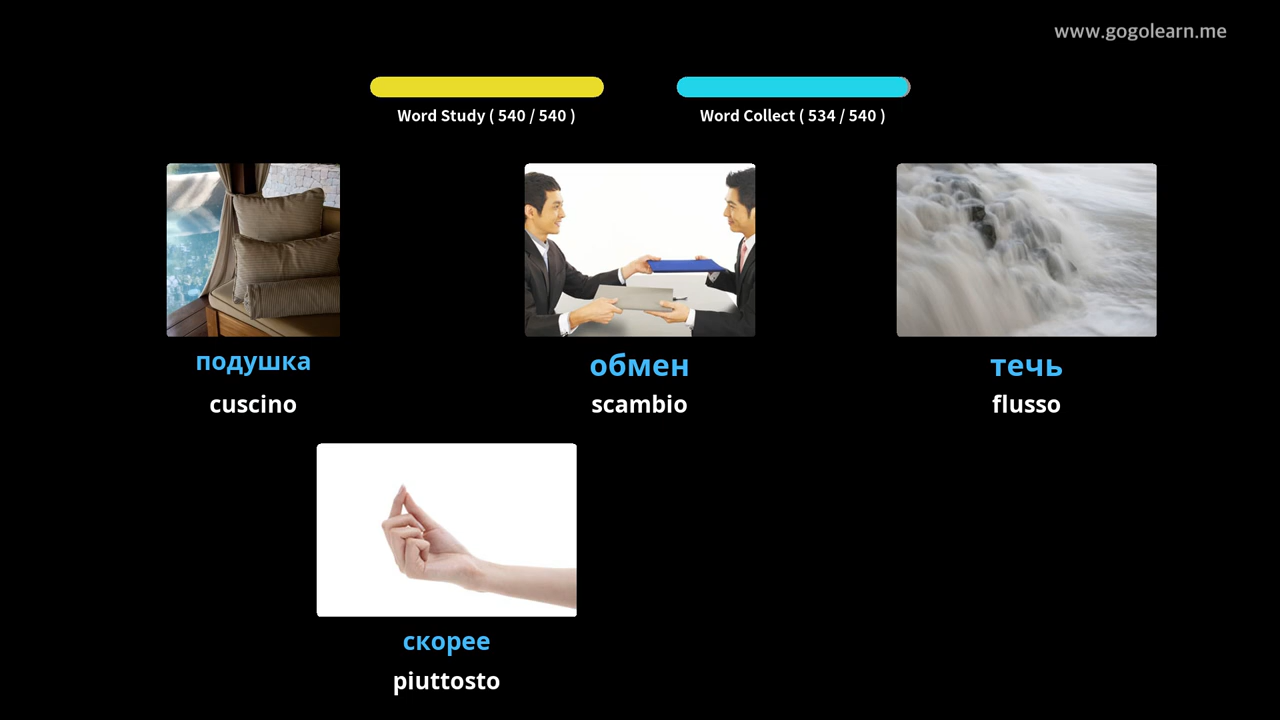 www.gogolearn.me
Word Study ( 540 / 540 )
Word Collect ( 534 / 540 )
подушка
cuscino
обмен
scambio
течь
flusso
скорее
piuttosto